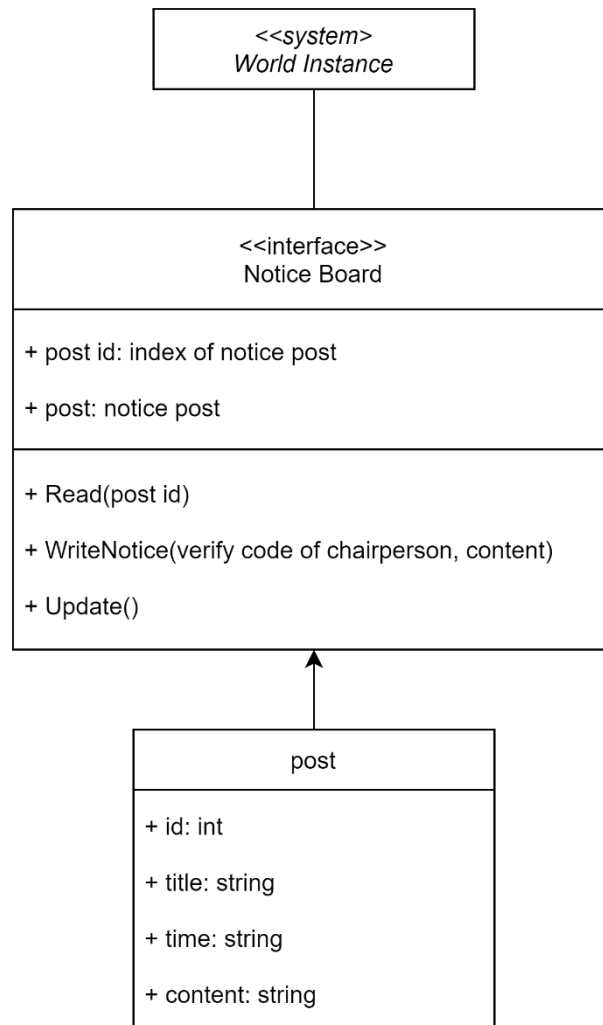 <<system>
World Instance
<<interface>>
Notice Board
+ post id: index of notice post
+ post: notice post
+ Read(post id)
+ WriteNotice(verify code of chairperson, content)
+ Update()
post
+ id: int
+ title: string
+ time: string
+ content: string